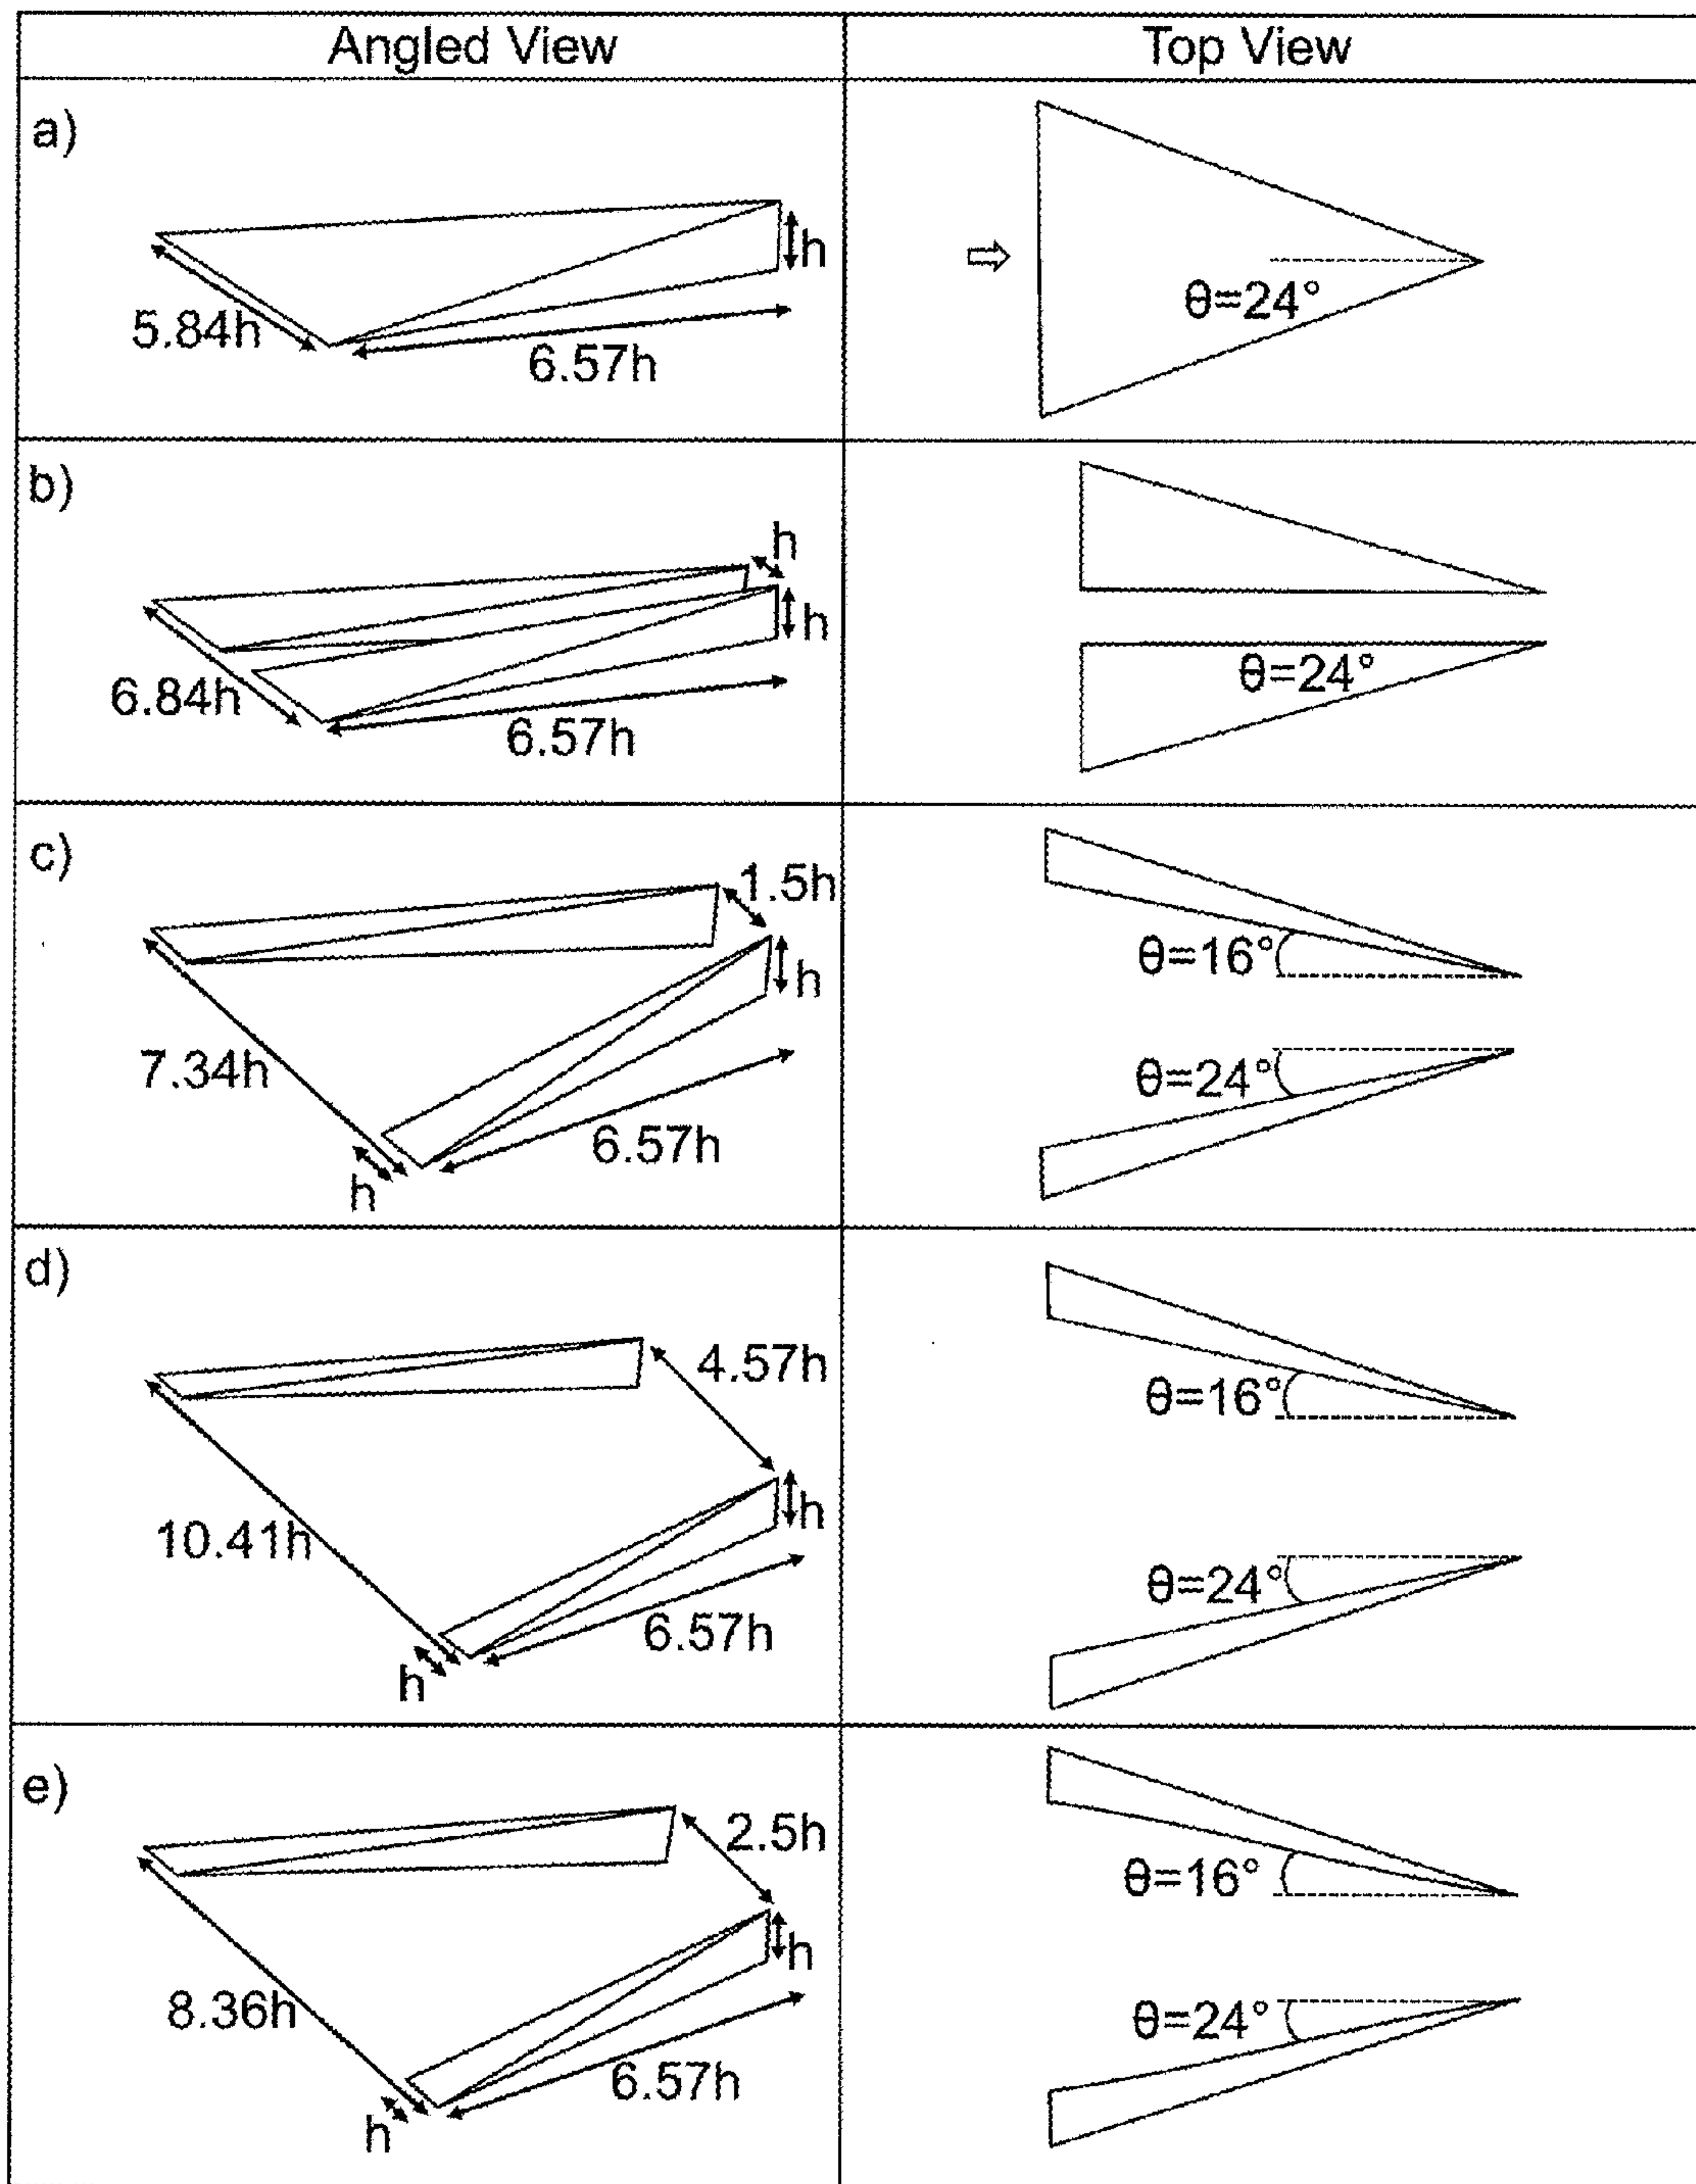 Angled View
Top View
a)
h
5.84h
6.57h
θ=24°
b)
h
h
6.84h
6.57h
θ=24°
c)
1.5h
h
7.34h
6.57h
h
θ=16°
θ=24°
d)
4.57h
h
10.41h
6.57h
h
θ=16°
θ=24°
e)
2.5h
h
8.36h
6.57h
h
θ=16°
θ=24°